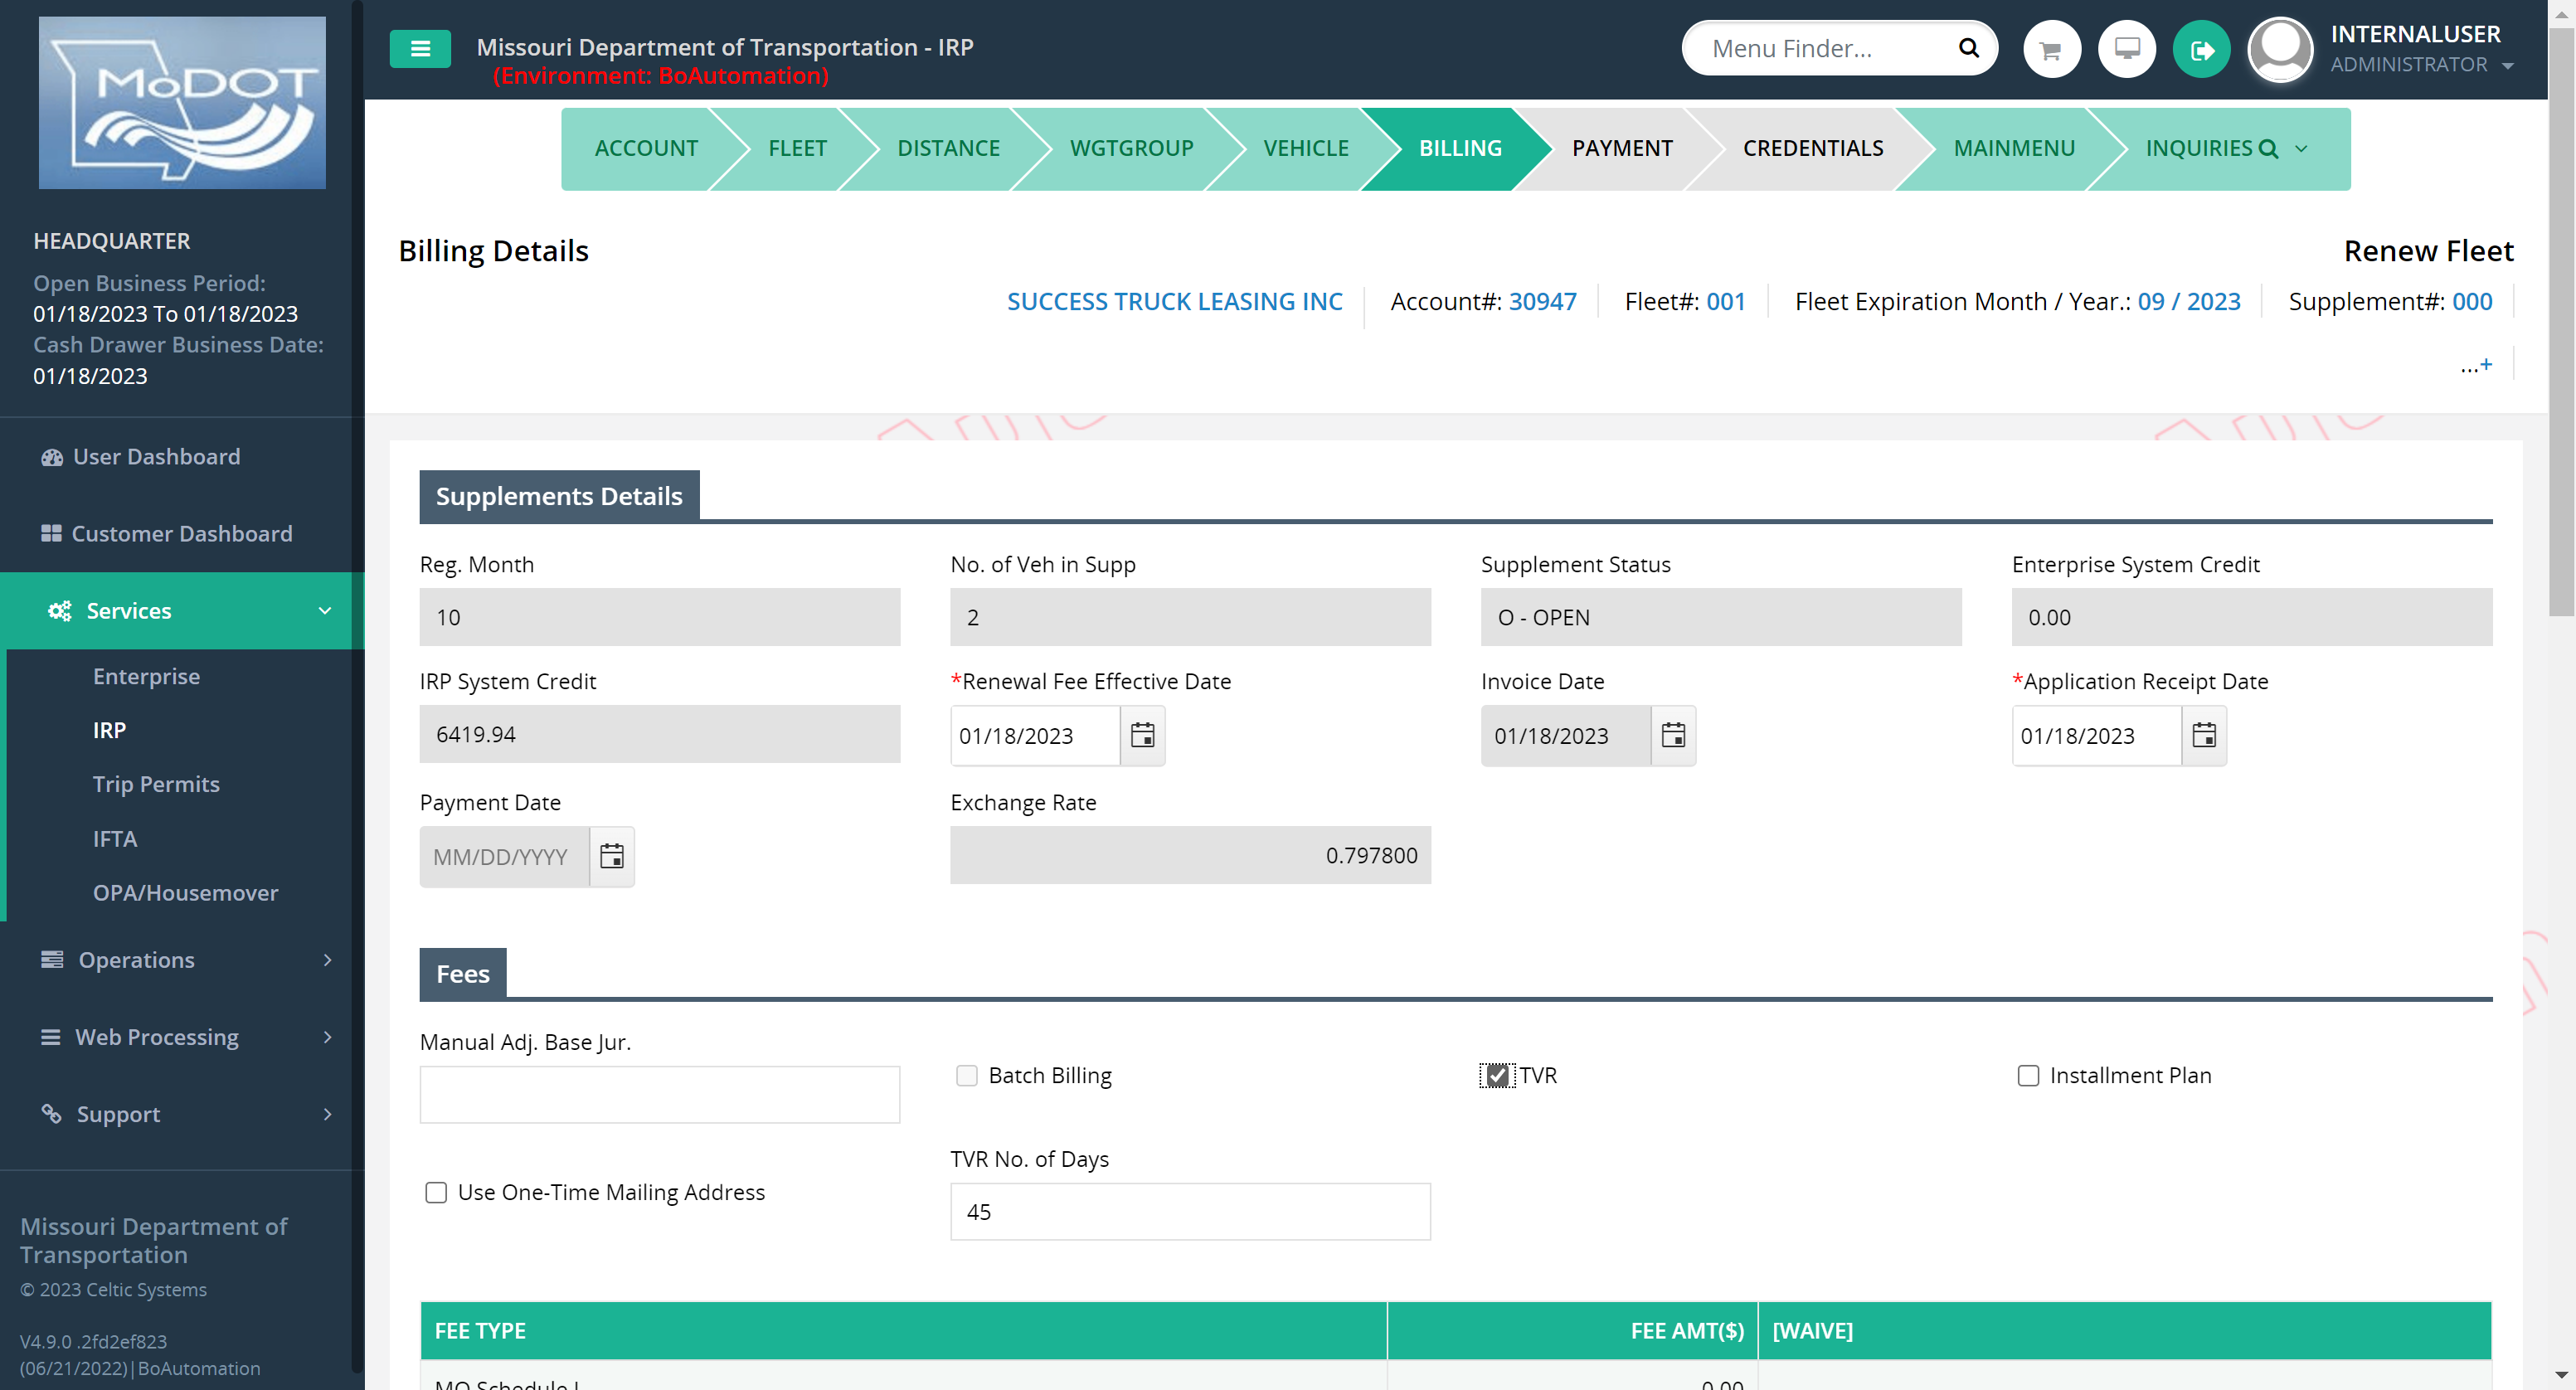 MoDOT
Missouri Department of Transportation - IRP
(Environment: BoAutomation)
Menu Finder...
INTERNALUSER
ADMINISTRATOR
ACCOUNT FLEET DISTANCE WGTGROUP VEHICLE BILLING PAYMENT CREDENTIALS MAINMENU INQUIRIES
HEADQUARTER
Open Business Period:
01/18/2023 To 01/18/2023
Cash Drawer Business Date:
01/18/2023
User Dashboard
Customer Dashboard
Services
Enterprise
IRP
Trip Permits
IFTA
OPA/Housemover
Operations
Web Processing
Support
Missouri Department of
Transportation
© 2023 Celtic Systems
V4.9.0 .2fd2ef823
(06/21/2022)|BoAutomation
Billing Details
Renew Fleet
SUCCESS TRUCK LEASING INC Account#: 30947 Fleet#: 001 Fleet Expiration Month / Year.: 09 / 2023 Supplement#: 000
...+
Supplements Details
Reg. Month No. of Veh in Supp Supplement Status Enterprise System Credit
10 2 O - OPEN 0.00
IRP System Credit *Renewal Fee Effective Date Invoice Date *Application Receipt Date
6419.94 01/18/2023 01/18/2023 01/18/2023
Payment Date Exchange Rate
MM/DD/YYYY 0.797800
Fees
Manual Adj. Base Jur.
Batch Billing TVR Installment Plan
TVR No. of Days
Use One-Time Mailing Address
45
FEE TYPE FEE AMT($) [WAIVE]
MO Schedule J 0.00